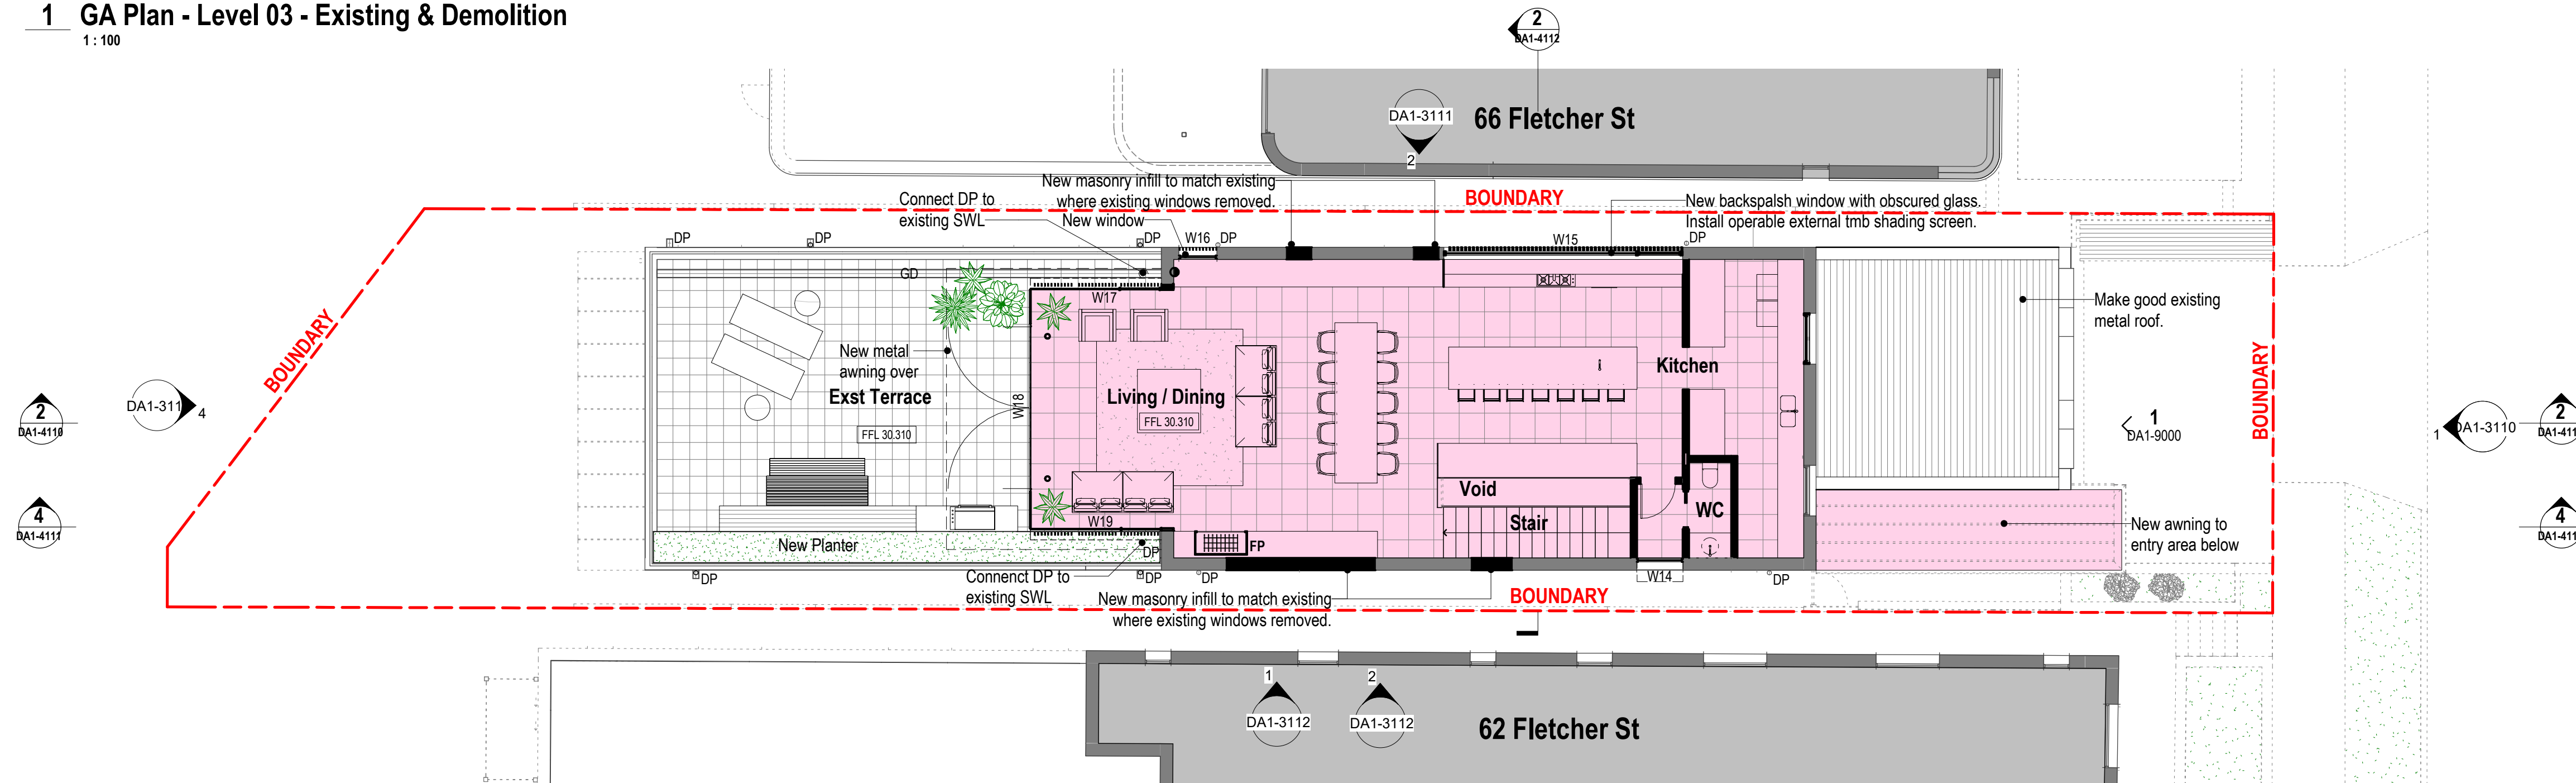 1 GA Plan - Level 03 - Existing & Demolition
1 : 100
2
DA1-4112
DA1-3111
2
66 Fletcher St
New masonry infill to match existing
where existing windows removed.
Connect DP to
existing SWL
New window
BOUNDARY
New backspalsh window with obscured glass.
Install operable external tmb shading screen.
DP
DP
DP
W16
DP
W15
DP
GD
W17
BOUNDARY
New metal
awning over
Exst Terrace
FFL 30.310
W18
Living / Dining
FFL 30.310
Kitchen
Make good existing
metal roof.
BOUNDARY
2
DA1-4110
DA1-311
4
1
DA1-9000
1
DA1-3110
2
DA1-411
4
DA1-4111
Void
Stair
WC
W19
FP
New Planter
DP
New awning to
entry area below
4
DA1-411
DP
DP
DP
W14
DP
Connenct DP to
existing SWL
New masonry infill to match existing
where existing windows removed.
BOUNDARY
1
DA1-3112
2
DA1-3112
62 Fletcher St